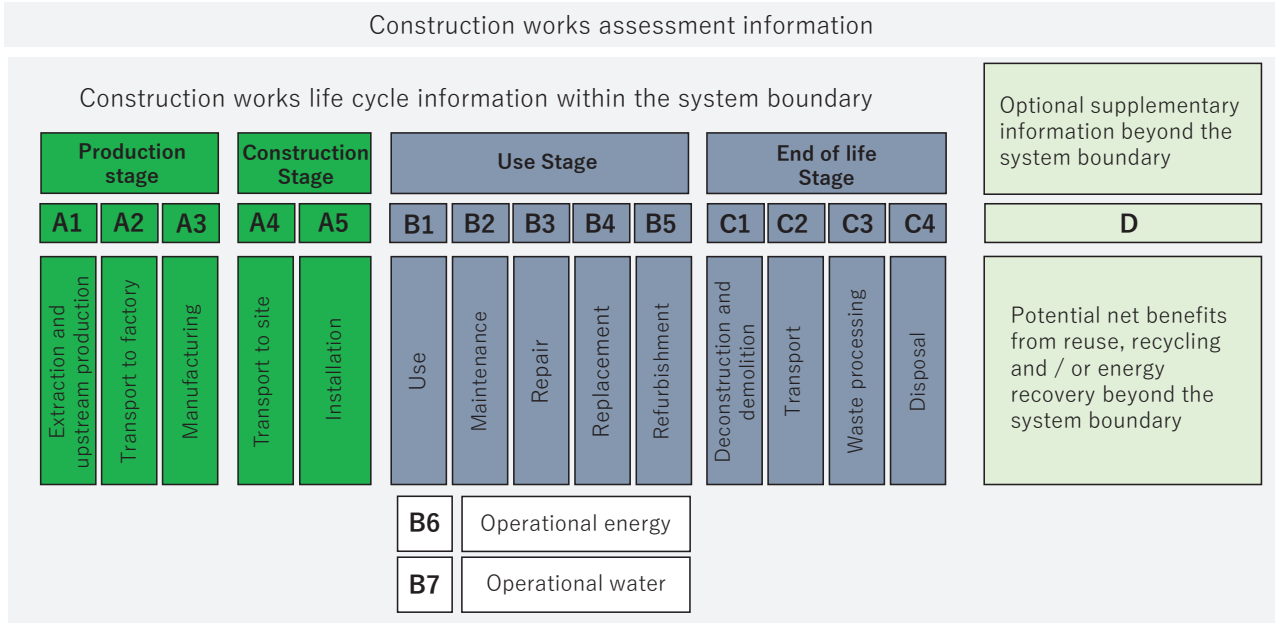 Construction works assessment information
Construction works life cycle information within the system boundary
Production
stage
Construction
Stage
Use Stage
End of life
Stage
Optional supplementary
information beyond the
system boundary
A1
A2
A3
A4
A5
B1
B2
B3
B4
B5
C1
C2
C3
C4
D
Extraction and
upstream production
Transport to factory
Manufacturing
Transport to site
Installation
Use
Maintenance
Repair
Replacement
Refurbishment
Deconstruction and
demolition
Transport
Waste processing
Disposal
Potential net benefits
from reuse, recycling
and / or energy
recovery beyond the
system boundary
B6
Operational energy
B7
Operational water